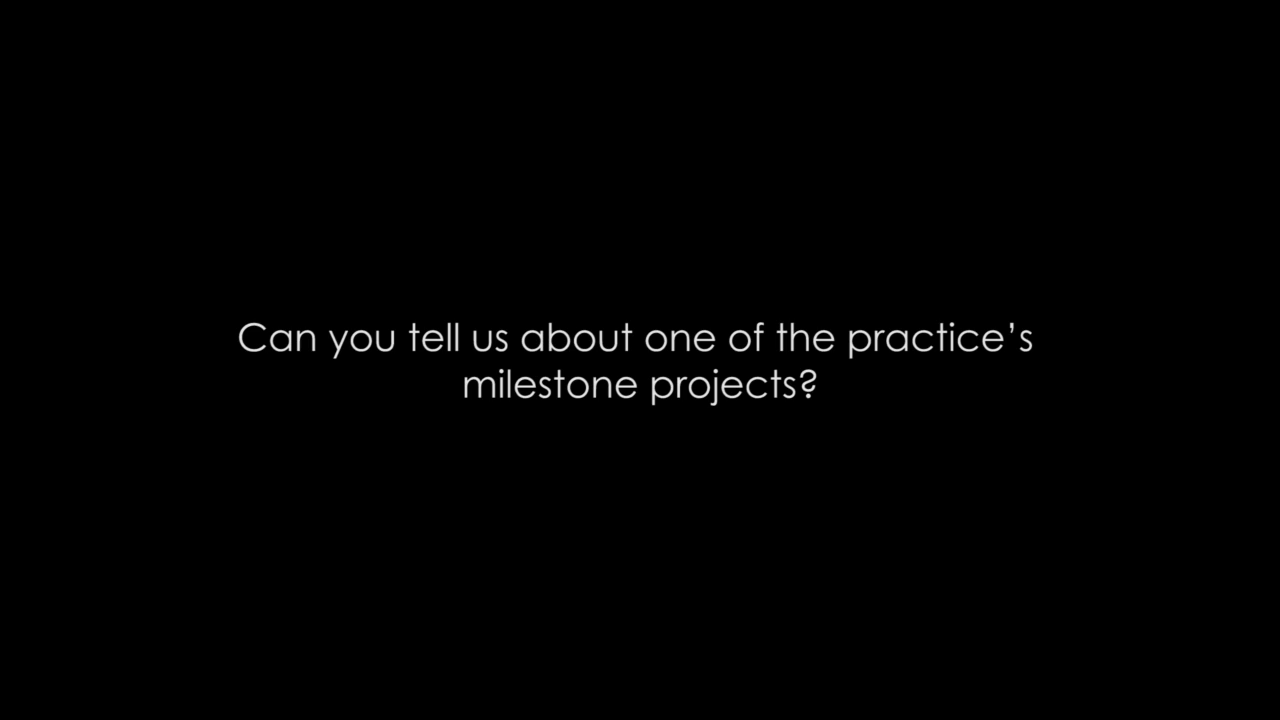 Can you tell us about one of the practice’s
milestone projects?